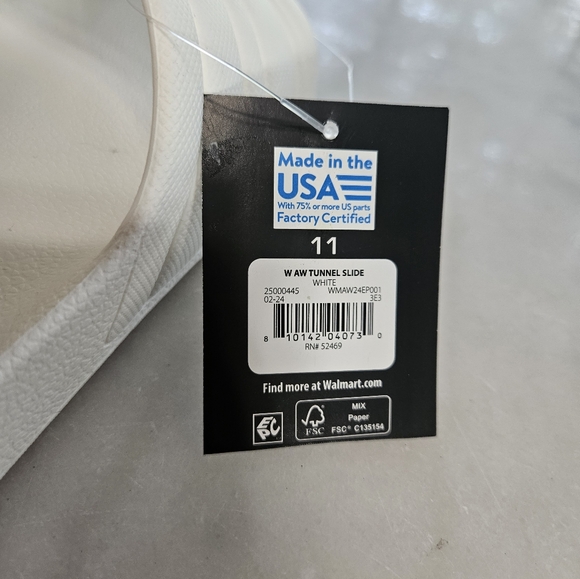 Made in the
USA
With 75% or more US parts
Factory Certified
11
W AW TUNNEL SLIDE
WHITE
25000445 WMAW24EP001
02-24 3E3
8 10142 04073 0
RN# 52469
Find more at Walmart.com
EPC
FSC
MIX
Paper
FSC® C135154